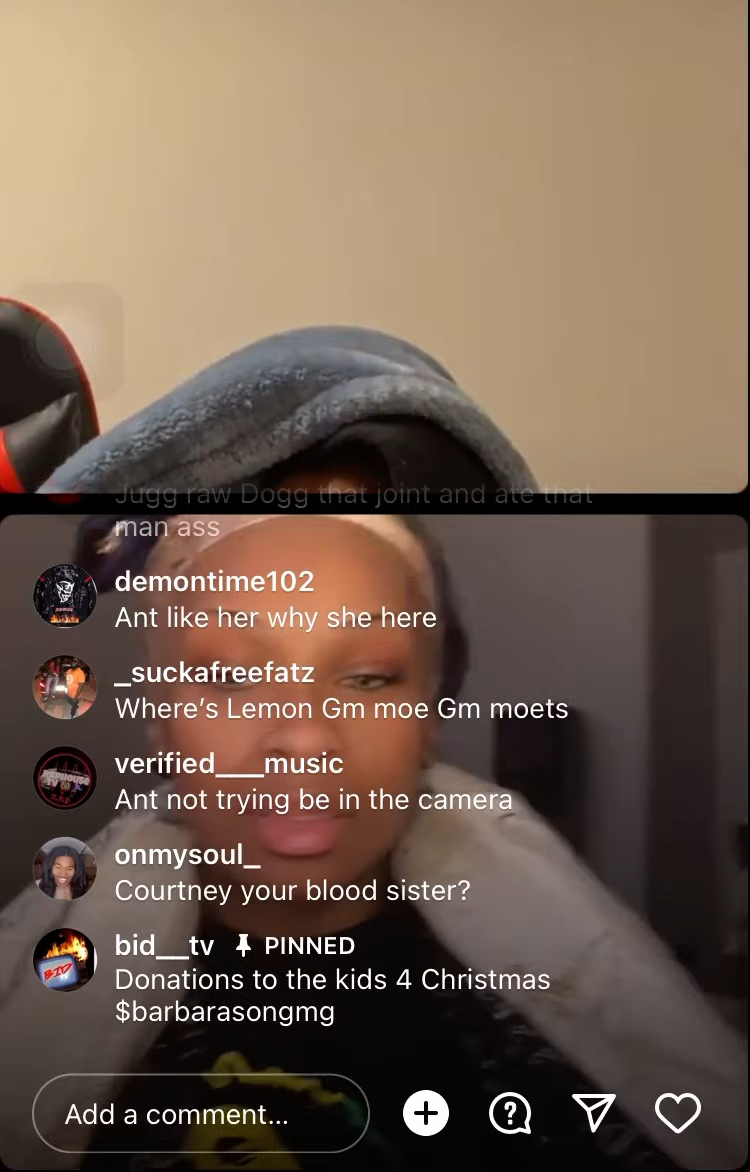 Jugg raw Dogg that joint and ate that
man ass
demontime102
Ant like her why she here
_suckafreefatz
Where's Lemon Gm moe Gm moets
verified___music
Ant not trying be in the camera
onmysoul_
Courtney your blood sister?
BID
bid__tv PINNED
Donations to the kids 4 Christmas
$barbarasongmg
Add a comment...